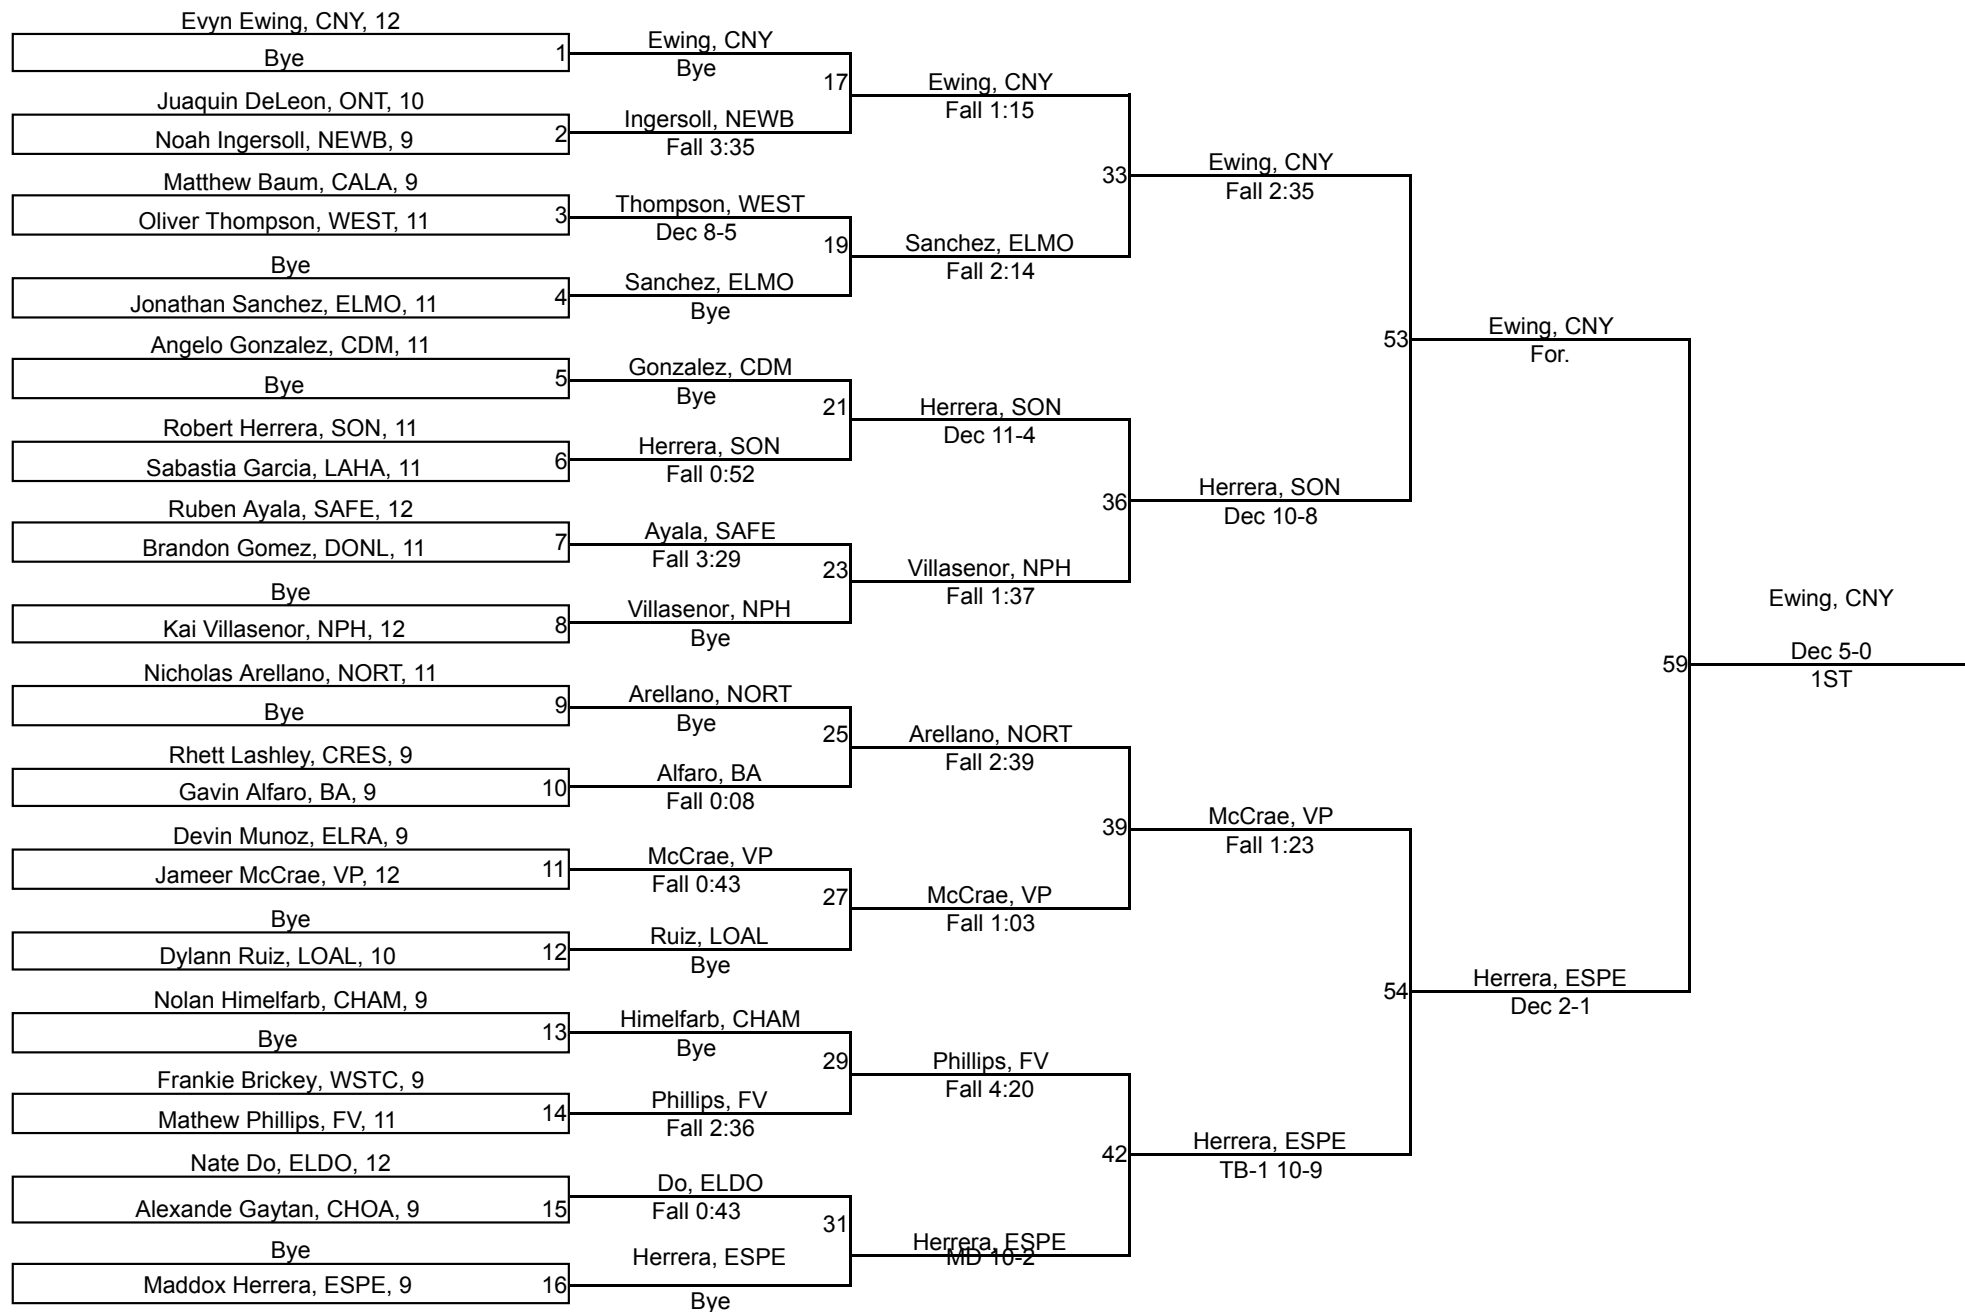 Evyn Ewing, CNY, 12
Bye
1
Juaquin DeLeon, ONT, 10
Noah Ingersoll, NEWB, 9
2
Matthew Baum, CALA, 9
Oliver Thompson, WEST, 11
3
Bye
Jonathan Sanchez, ELMO, 11
4
Angelo Gonzalez, CDM, 11
Bye
5
Robert Herrera, SON, 11
Sabastia Garcia, LAHA, 11
6
Ruben Ayala, SAFE, 12
Brandon Gomez, DONL, 11
7
Bye
Kai Villasenor, NPH, 12
8
Nicholas Arellano, NORT, 11
Bye
9
Rhett Lashley, CRES, 9
Gavin Alfaro, BA, 9
10
Devin Munoz, ELRA, 9
Jameer McCrae, VP, 12
11
Bye
Dylann Ruiz, LOAL, 10
12
Nolan Himelfarb, CHAM, 9
Bye
13
Frankie Brickey, WSTC, 9
Mathew Phillips, FV, 11
14
Nate Do, ELDO, 12
Alexande Gaytan, CHOA, 9
15
Bye
Maddox Herrera, ESPE, 9
16
Ewing, CNY
Bye
17
Ingersoll, NEWB
Fall 3:35
Thompson, WEST
Dec 8-5
19
Sanchez, ELMO
Bye
Gonzalez, CDM
Bye
21
Herrera, SON
Fall 0:52
Ayala, SAFE
Fall 3:29
23
Villasenor, NPH
Bye
Arellano, NORT
Bye
25
Alfaro, BA
Fall 0:08
McCrae, VP
Fall 0:43
27
Ruiz, LOAL
Bye
Himelfarb, CHAM
Bye
29
Phillips, FV
Fall 2:36
Do, ELDO
Fall 0:43
31
Herrera, ESPE
Bye
Ewing, CNY
Fall 1:15
33
Sanchez, ELMO
Fall 2:14
Herrera, SON
Dec 11-4
36
Villasenor, NPH
Fall 1:37
Arellano, NORT
Fall 2:39
39
McCrae, VP
Fall 1:03
Phillips, FV
Fall 4:20
42
Herrera, ESPE
MD 10-2
Ewing, CNY
Fall 2:35
53
Herrera, SON
Dec 10-8
McCrae, VP
Fall 1:23
54
Herrera, ESPE
TB-1 10-9
Ewing, CNY
For.
59
Herrera, ESPE
Dec 2-1
Ewing, CNY
Dec 5-0
1ST